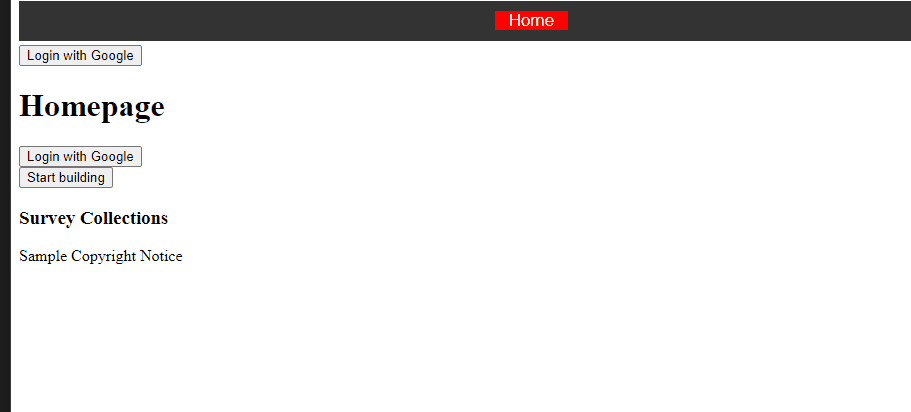 Home
Login with Google
Homepage
Login with Google
Start building
Survey Collections
Sample Copyright Notice